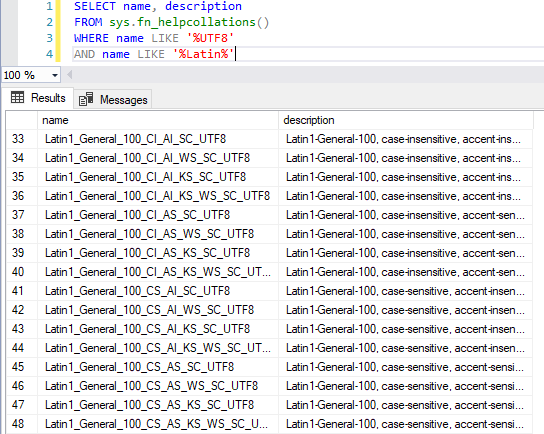 1 SELECT name, description
2 FROM sys.fn_helpcollations()
3 WHERE name LIKE '%UTF8'
4 AND name LIKE '%Latin%'
100 %
Results Messages
name description
33 Latin1_General_100_CI_AI_SC_UTF8 Latin1-General-100, case-insensitive, accent-ins...
34 Latin1_General_100_CI_AI_WS_SC_UTF8 Latin1-General-100, case-insensitive, accent-ins...
35 Latin1_General_100_CI_AI_KS_SC_UTF8 Latin1-General-100, case-insensitive, accent-ins...
36 Latin1_General_100_CI_AI_KS_WS_SC_UTF8 Latin1-General-100, case-insensitive, accent-ins...
37 Latin1_General_100_CI_AS_SC_UTF8 Latin1-General-100, case-insensitive, accent-sen...
38 Latin1_General_100_CI_AS_WS_SC_UTF8 Latin1-General-100, case-insensitive, accent-sen...
39 Latin1_General_100_CI_AS_KS_SC_UTF8 Latin1-General-100, case-insensitive, accent-sen...
40 Latin1_General_100_CI_AS_KS_WS_SC_UT... Latin1-General-100, case-insensitive, accent-sen...
41 Latin1_General_100_CS_AI_SC_UTF8 Latin1-General-100, case-sensitive, accent-insen...
42 Latin1_General_100_CS_AI_WS_SC_UTF8 Latin1-General-100, case-sensitive, accent-insen...
43 Latin1_General_100_CS_AI_KS_SC_UTF8 Latin1-General-100, case-sensitive, accent-insen...
44 Latin1_General_100_CS_AI_KS_WS_SC_UT... Latin1-General-100, case-sensitive, accent-insen...
45 Latin1_General_100_CS_AS_SC_UTF8 Latin1-General-100, case-sensitive, accent-sensi...
46 Latin1_General_100_CS_AS_WS_SC_UTF8 Latin1-General-100, case-sensitive, accent-sensi...
47 Latin1_General_100_CS_AS_KS_SC_UTF8 Latin1-General-100, case-sensitive, accent-sensi...
48 Latin1_General_100_CS_AS_KS_WS_SC_U... Latin1-General-100, case-sensitive, accent-sensi...